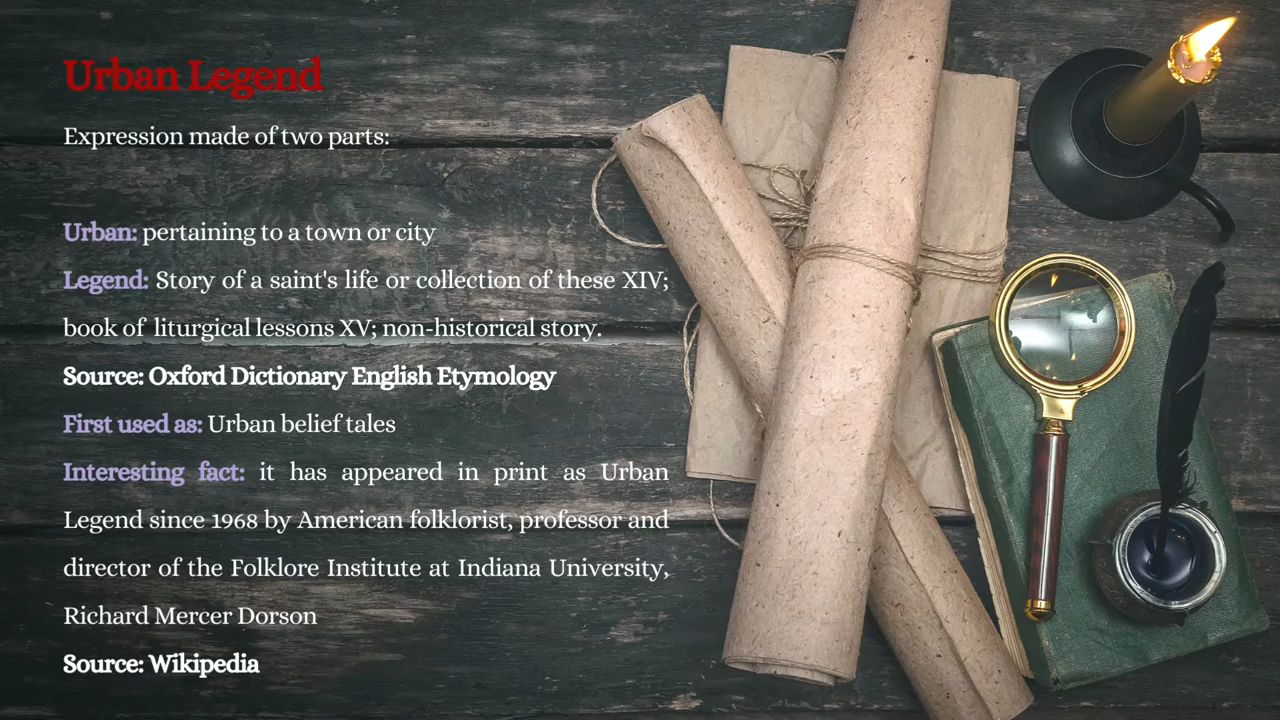 Urban Legend
Expression made of two parts:
Urban: pertaining to a town or city
Legend: Story of a saint's life or collection of these XIV;
book of liturgical lessons XV; non-historical story.
Source: Oxford Dictionary English Etymology
First used as: Urban belief tales
Interesting fact: it has appeared in print as Urban
Legend since 1968 by American folklorist, professor and
director of the Folklore Institute at Indiana University,
Richard Mercer Dorson
Source: Wikipedia